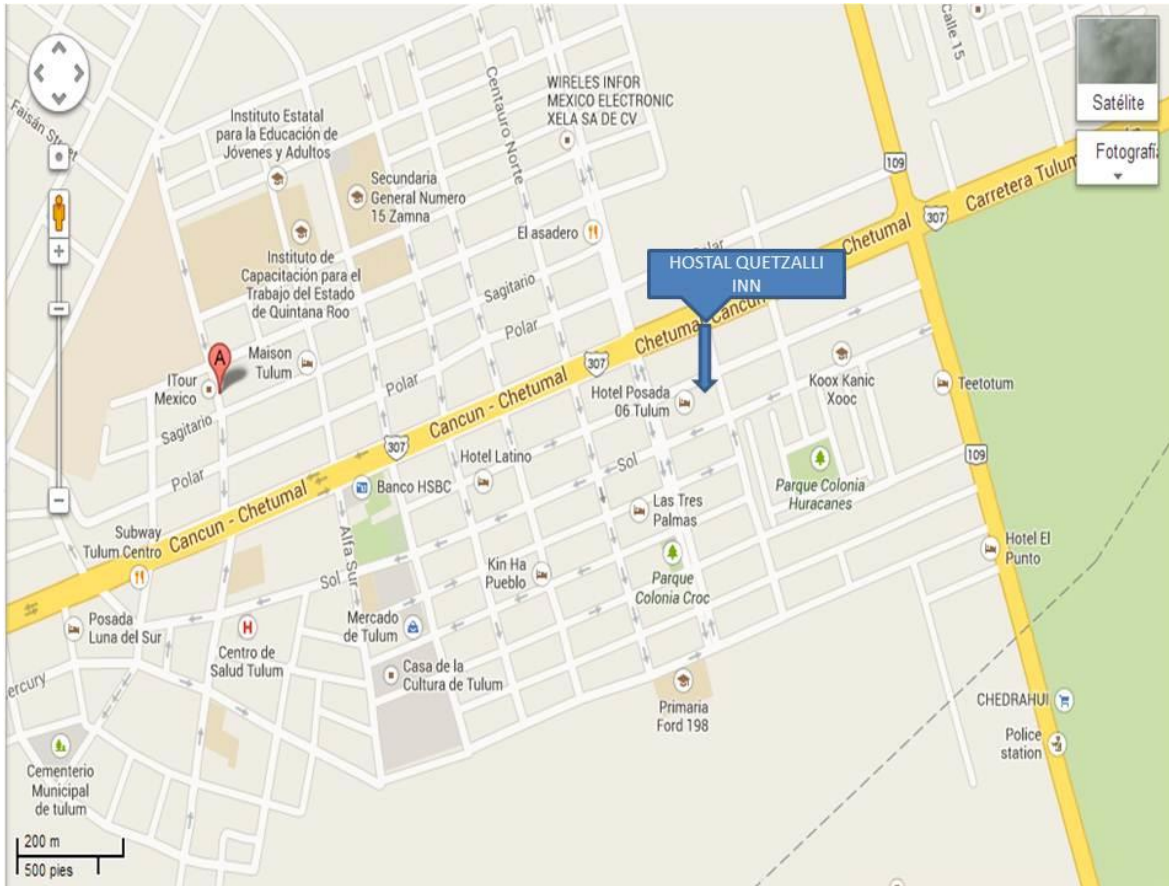 Calle 15
Satélite
Fotografí
Faisán Street
Centauro Norte
WIRELES INFOR
MEXICO ELECTRONIC
XELA SA DE CV
Instituto Estatal
para la Educación de
Jóvenes y Adultos
109
Carretera Tulum
307
Chetumal
Secundaria
General Numero
15 Zamna
El asadero
Polar
Instituto de
Capacitación para el
Trabajo del Estado
de Quintana Roo
Sagitario
HOSTAL QUETZALLI
INN
Polar
Chetumal - Cancun
307
A
Maison
Tulum
ITour
Mexico
Polar
Cancun - Chetumal
Hotel Posada
06 Tulum
Koox Kanic
Xooc
Teetotum
Sagitario
307
Hotel Latino
Sol
109
Polar
Banco HSBC
Parque Colonia
Huracanes
Cancun - Chetumal
Las Tres
Palmas
Subway
Tulum Centro
Alfa Sur
Hotel El
Punto
Sol
Kin Ha
Pueblo
Parque
Colonia Croc
Posada
Luna del Sur
H
Centro de
Salud Tulum
Mercado
de Tulum
Casa de la
Cultura de Tulum
ercury
Primaria
Ford 198
CHEDRAHUI
Police
station
Cementerio
Municipal
de tulum
200 m
500 pies